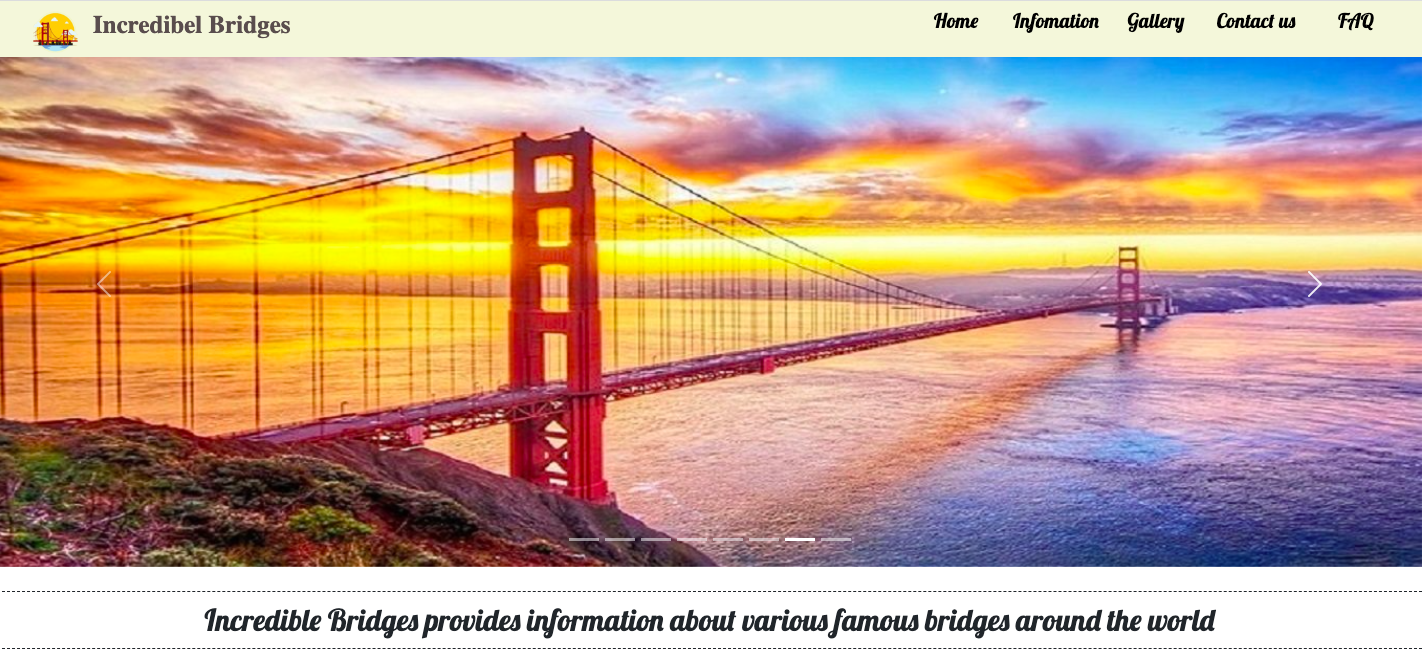 Incredibel Bridges
Home Infomation Gallery Contact us FAQ
Incredible Bridges provides information about various famous bridges around the world